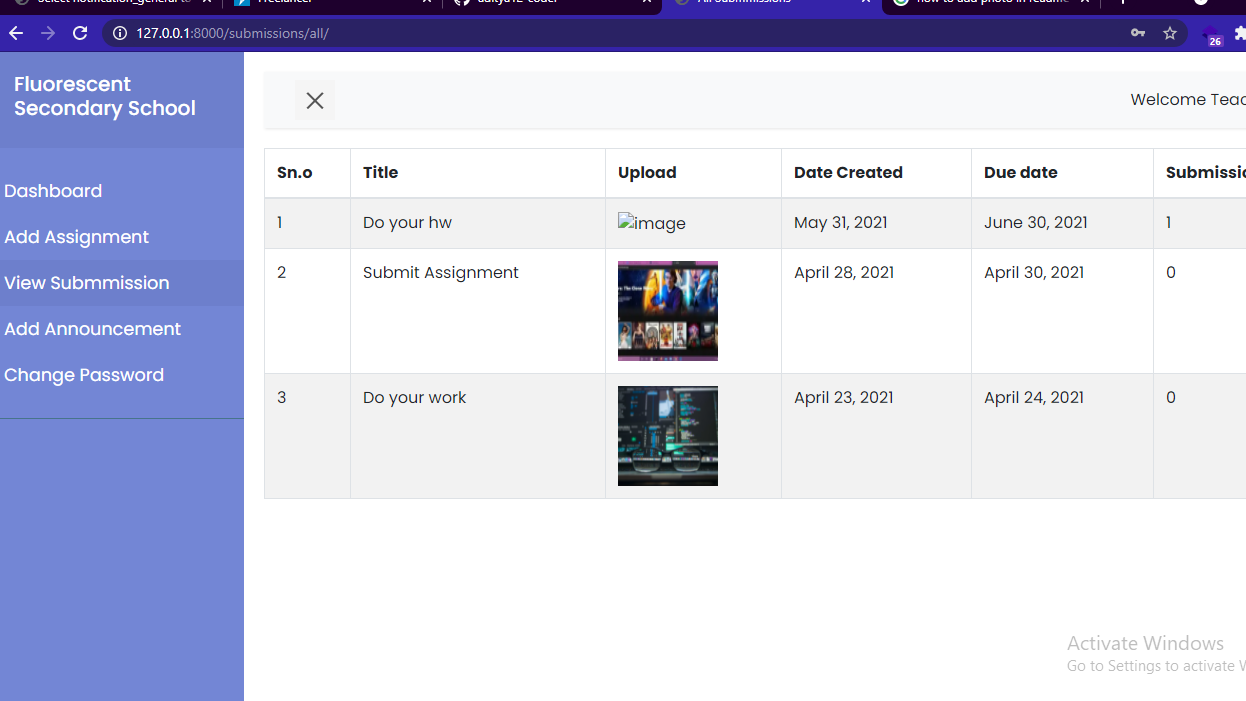 Freelancer
127.0.0.1:8000/submissions/all/
26
Fluorescent
Secondary School
Welcome
Dashboard
Add Assignment
View Submmission
Add Announcement
Change Password
Sn.o Title Upload Date Created Due date
1 Do your hw image May 31, 2021 June 30, 2021 1
2 Submit Assignment April 28, 2021 April 30, 2021 0
3 Do your work April 23, 2021 April 24, 2021 0
Activate Windows
Go to Settings to activate